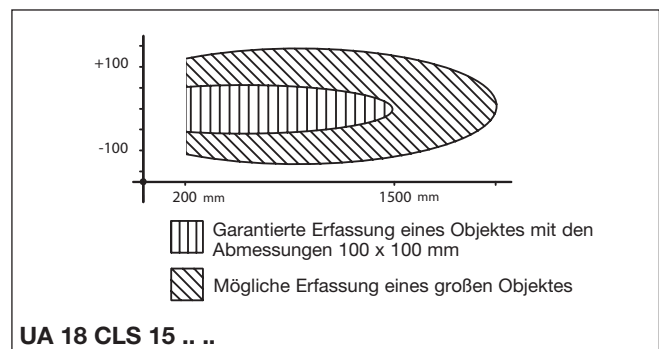 +100
-100
200 mm
1500 mm
Garantierte Erfassung eines Objektes mit den
Abmessungen 100 x 100 mm
Mögliche Erfassung eines großen Objektes
UA 18 CLS 15 .. ..